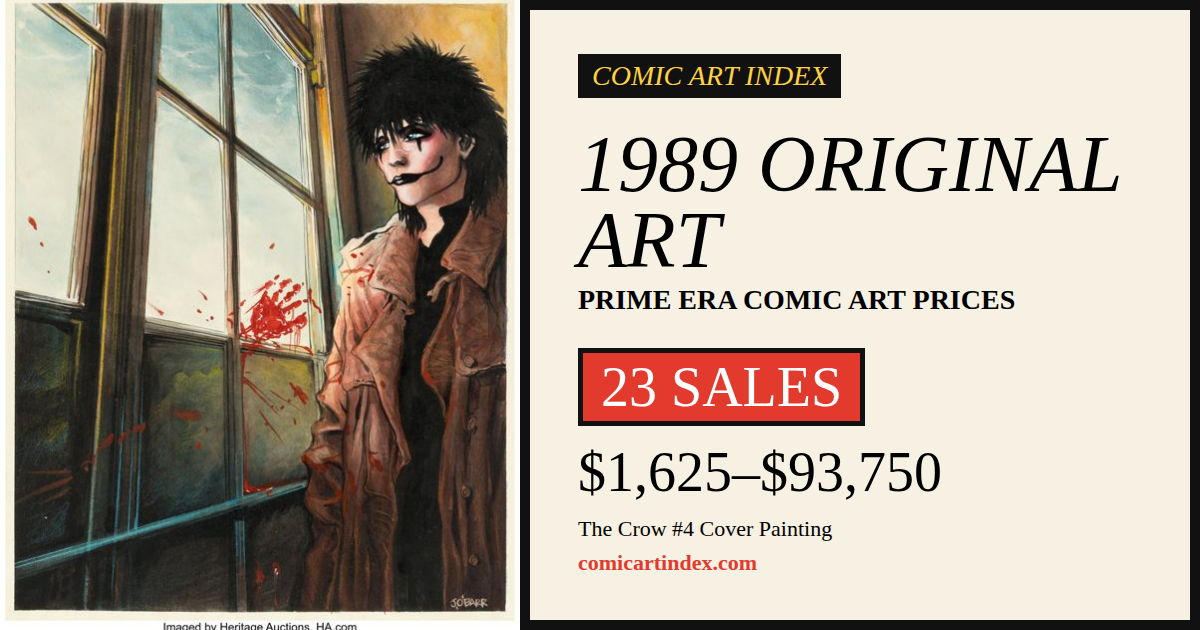 J.O'BARR
Imaged by Heritage Auctions, HA.com
COMIC ART INDEX
1989 ORIGINAL
ART
PRIME ERA COMIC ART PRICES
23 SALES
$1,625–$93,750
The Crow #4 Cover Painting
comicartindex.com